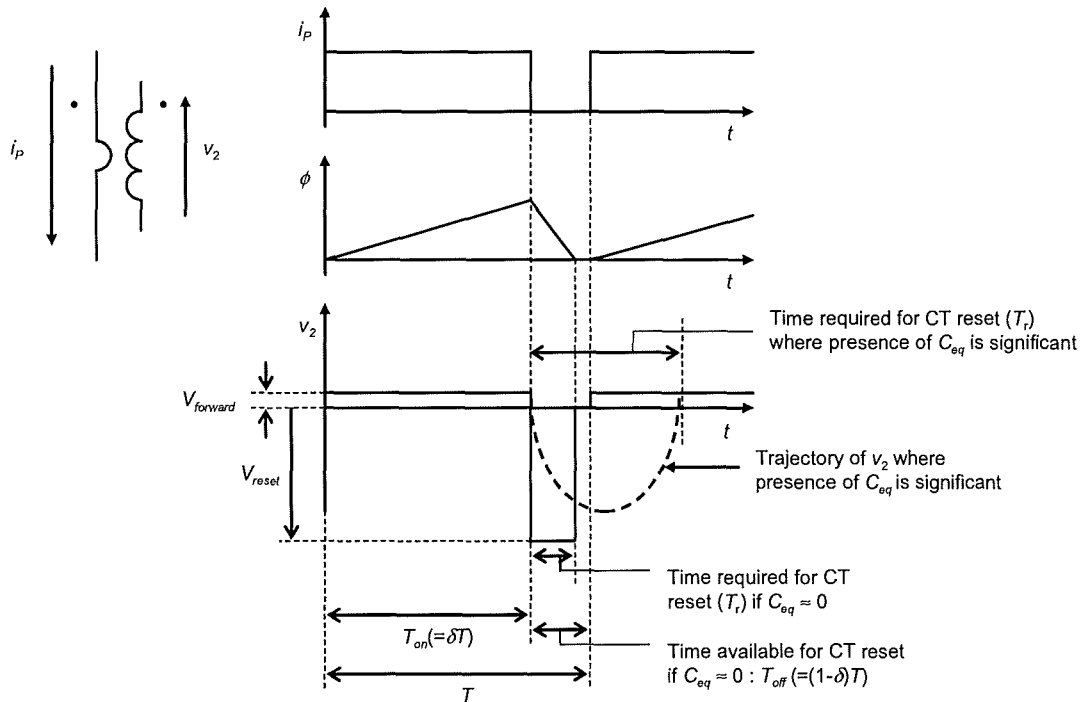 i_P
t
i_P
v_2
ϕ
t
v_2
Time required for CT reset (T_r)
where presence of C_eq is significant
V_forward
t
V_reset
Trajectory of v_2 where
presence of C_eq is significant
Time required for CT
reset (T_r) if C_eq ≈ 0
T_on(=δT)
Time available for CT reset
if C_eq ≈ 0 : T_off (=(1-δ)T)
T